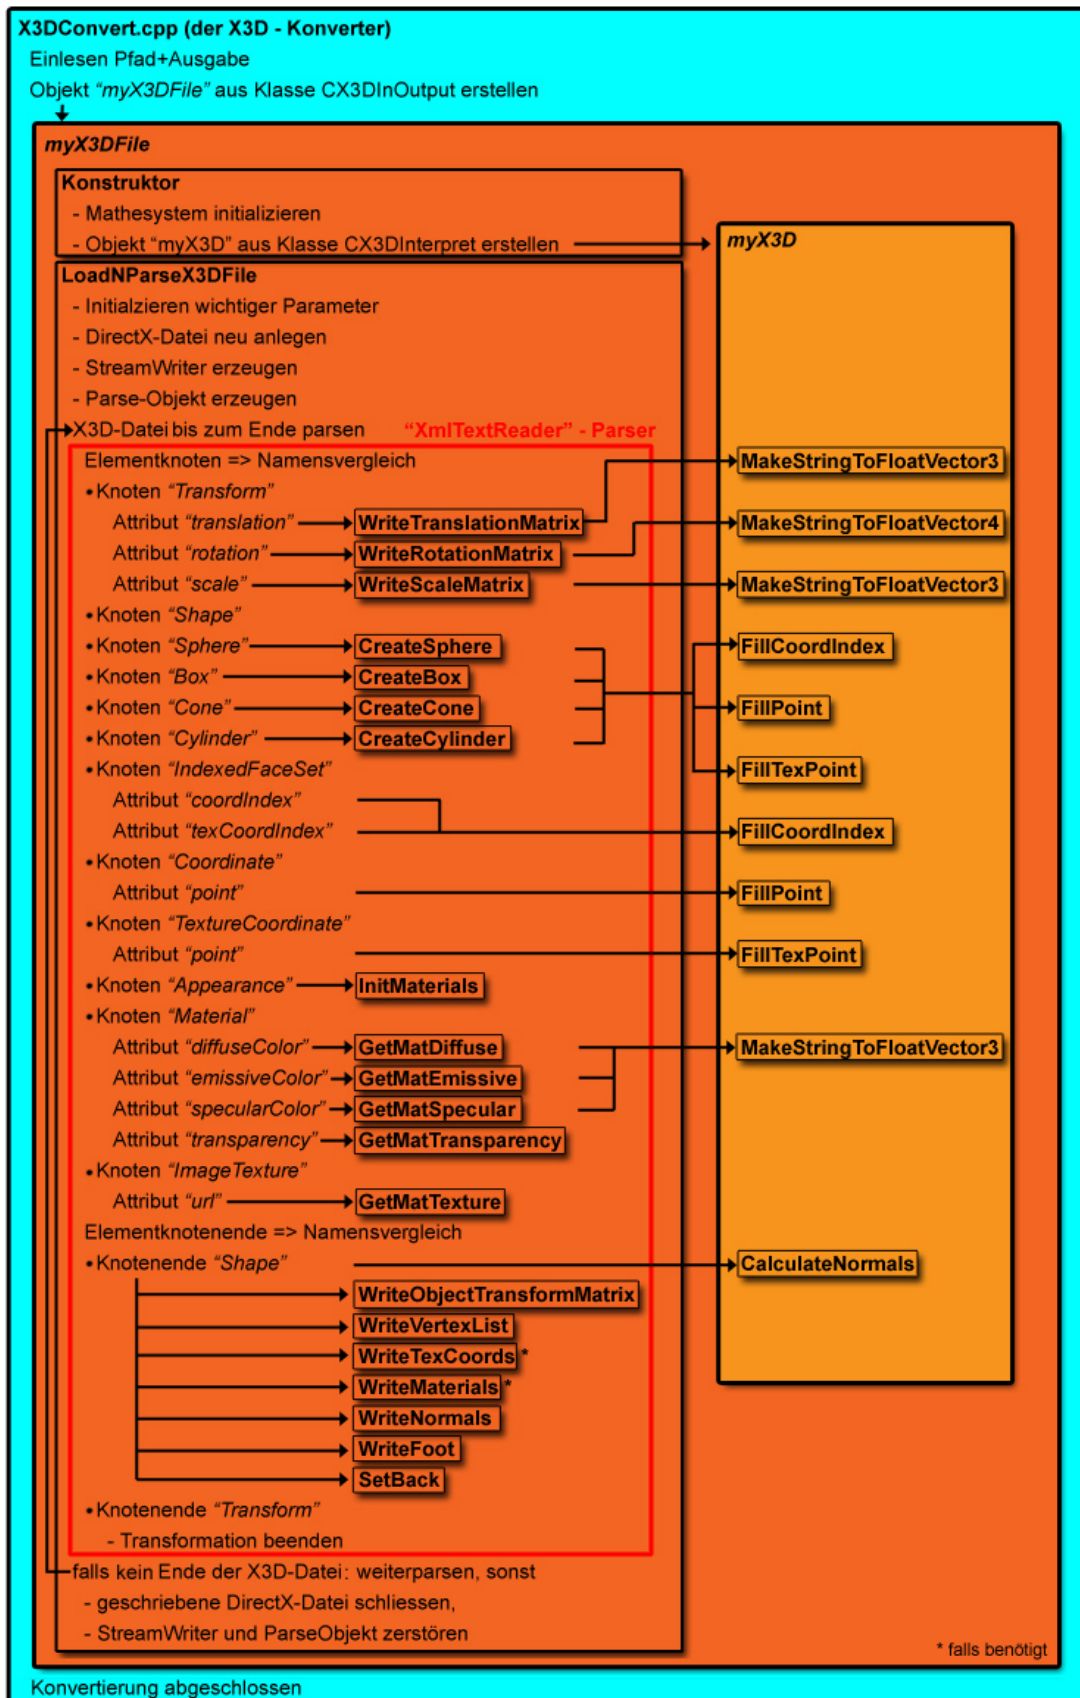 X3DConvert.cpp (der X3D - Konverter)
Einlesen Pfad+Ausgabe
Objekt “myX3DFile” aus Klasse CX3DInOutput erstellen
myX3DFile
Konstruktor
- Mathesystem initializieren
- Objekt “myX3D” aus Klasse CX3DInterpret erstellen
myX3D
LoadNParseX3DFile
- Initialzieren wichtiger Parameter
- DirectX-Datei neu anlegen
- StreamWriter erzeugen
- Parse-Objekt erzeugen
X3D-Datei bis zum Ende parsen “XmlTextReader” - Parser
Elementknoten => Namensvergleich MakeStringToFloatVector3
• Knoten “Transform”
Attribut “translation” WriteTranslationMatrix MakeStringToFloatVector4
Attribut “rotation” WriteRotationMatrix
Attribut “scale” WriteScaleMatrix MakeStringToFloatVector3
• Knoten “Shape”
• Knoten “Sphere” CreateSphere FillCoordIndex
• Knoten “Box” CreateBox
• Knoten “Cone” CreateCone FillPoint
• Knoten “Cylinder” CreateCylinder
• Knoten “IndexedFaceSet” FillTexPoint
Attribut “coordIndex”
Attribut “texCoordIndex” FillCoordIndex
• Knoten “Coordinate”
Attribut “point” FillPoint
• Knoten “TextureCoordinate”
Attribut “point” FillTexPoint
• Knoten “Appearance” InitMaterials
• Knoten “Material”
Attribut “diffuseColor” GetMatDiffuse MakeStringToFloatVector3
Attribut “emissiveColor” GetMatEmissive
Attribut “specularColor” GetMatSpecular
Attribut “transparency” GetMatTransparency
• Knoten “ImageTexture”
Attribut “url” GetMatTexture
Elementknotenende => Namensvergleich
• Knotenende “Shape” CalculateNormals
WriteObjectTransformMatrix
WriteVertexList
WriteTexCoords *
WriteMaterials *
WriteNormals
WriteFoot
SetBack
• Knotenende “Transform”
- Transformation beenden
falls kein Ende der X3D-Datei: weiterparsen, sonst
- geschriebene DirectX-Datei schliessen,
- StreamWriter und ParseObjekt zerstören
* falls benötigt
Konvertierung abgeschlossen